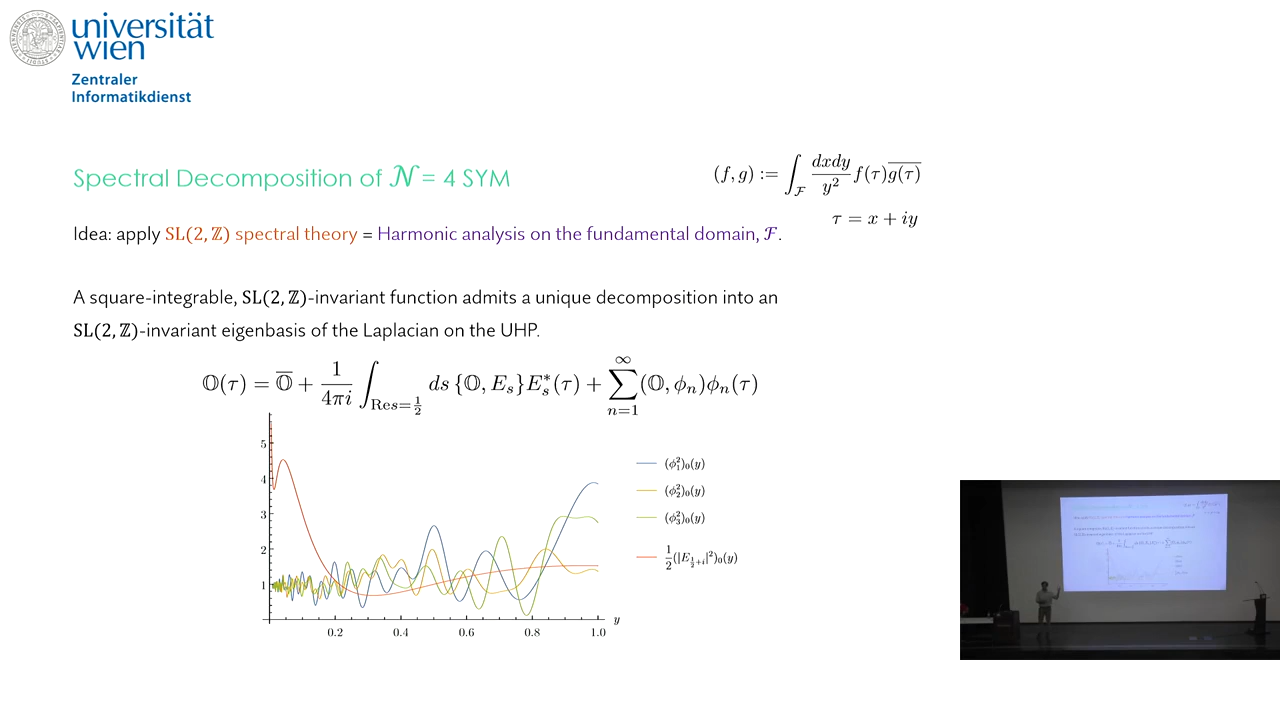 universität
wien
Zentraler
Informatikdienst
Spectral Decomposition of 𝒩 = 4 SYM
(f, g) := ∫_ℱ dxdy/y² f(τ)\overline{g(τ)}
τ = x + iy
Idea: apply SL(2, ℤ) spectral theory = Harmonic analysis on the fundamental domain, ℱ.
A square-integrable, SL(2, ℤ)-invariant function admits a unique decomposition into an
SL(2, ℤ)-invariant eigenbasis of the Laplacian on the UHP.
𝕆(τ) = \overline{𝕆} + 1/(4πi) ∫_{Re s=1/2} ds {𝕆, E_s}E_s^*(τ) + ∑_{n=1}^{∞} (𝕆, ϕ_n)ϕ_n(τ)
5
4
3
2
1
0.2 0.4 0.6 0.8 1.0 y
(ϕ_1^2)_0(y)
(ϕ_2^2)_0(y)
(ϕ_3^2)_0(y)
1/2(|E_{1/2+i}|²)_0(y)